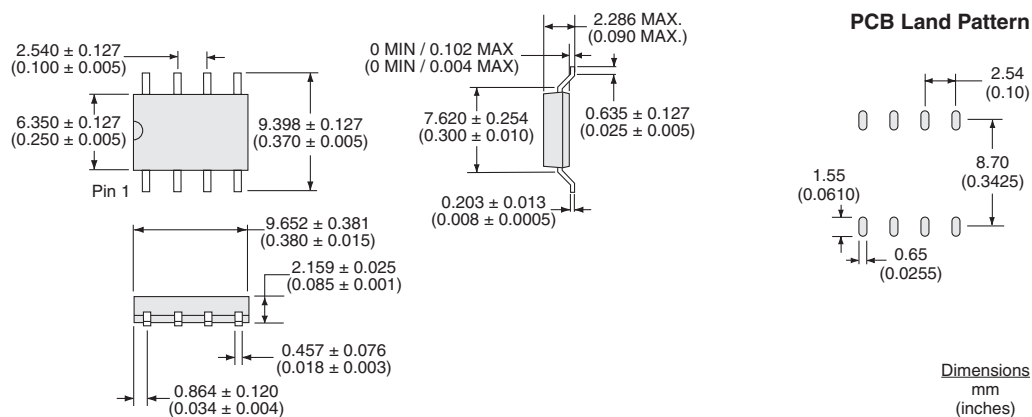 2.540 ± 0.127
(0.100 ± 0.005)
6.350 ± 0.127
(0.250 ± 0.005)
9.398 ± 0.127
(0.370 ± 0.005)
Pin 1
9.652 ± 0.381
(0.380 ± 0.015)
2.159 ± 0.025
(0.085 ± 0.001)
0.457 ± 0.076
(0.018 ± 0.003)
0.864 ± 0.120
(0.034 ± 0.004)
2.286 MAX.
(0.090 MAX.)
0 MIN / 0.102 MAX
(0 MIN / 0.004 MAX)
7.620 ± 0.254
(0.300 ± 0.010)
0.635 ± 0.127
(0.025 ± 0.005)
0.203 ± 0.013
(0.008 ± 0.0005)
PCB Land Pattern
2.54
(0.10)
8.70
(0.3425)
1.55
(0.0610)
0.65
(0.0255)
Dimensions
mm
(inches)